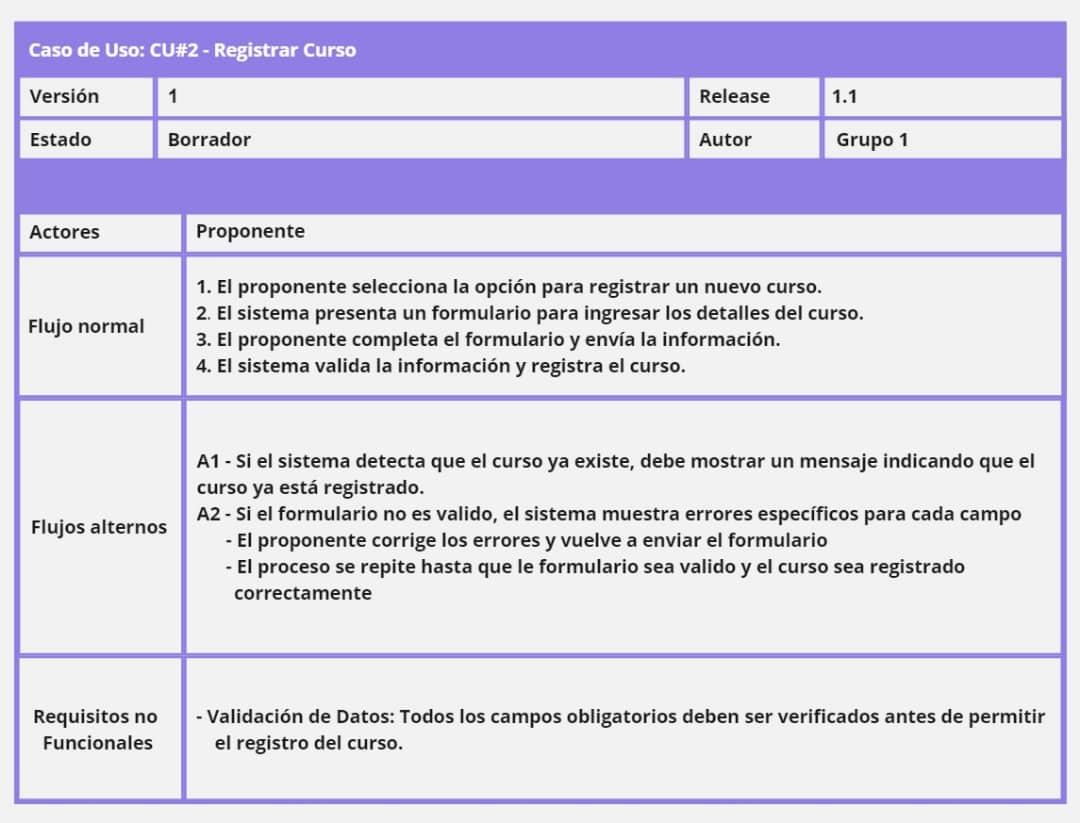 Caso de Uso: CU#2 - Registrar Curso
Versión 1 Release 1.1
Estado Borrador Autor Grupo 1
Actores Proponente
Flujo normal
1. El proponente selecciona la opción para registrar un nuevo curso.
2. El sistema presenta un formulario para ingresar los detalles del curso.
3. El proponente completa el formulario y envía la información.
4. El sistema valida la información y registra el curso.
Flujos alternos
A1 - Si el sistema detecta que el curso ya existe, debe mostrar un mensaje indicando que el
curso ya está registrado.
A2 - Si el formulario no es valido, el sistema muestra errores específicos para cada campo
- El proponente corrige los errores y vuelve a enviar el formulario
- El proceso se repite hasta que le formulario sea valido y el curso sea registrado
correctamente
Requisitos no
Funcionales
- Validación de Datos: Todos los campos obligatorios deben ser verificados antes de permitir
el registro del curso.